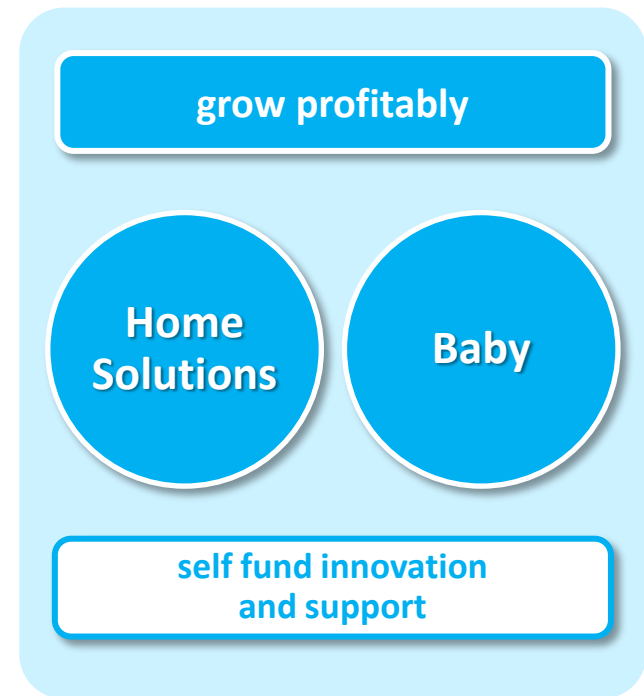 grow profitably
Home
Solutions
Baby
self fund innovation
and support